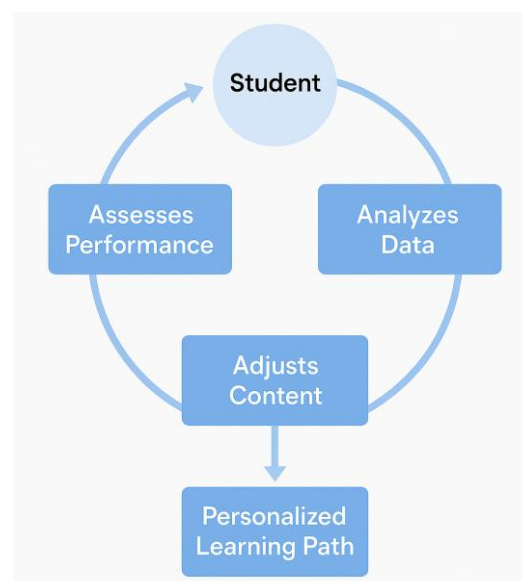 Student
Assesses
Performance
Analyzes
Data
Adjusts
Content
Personalized
Learning Path